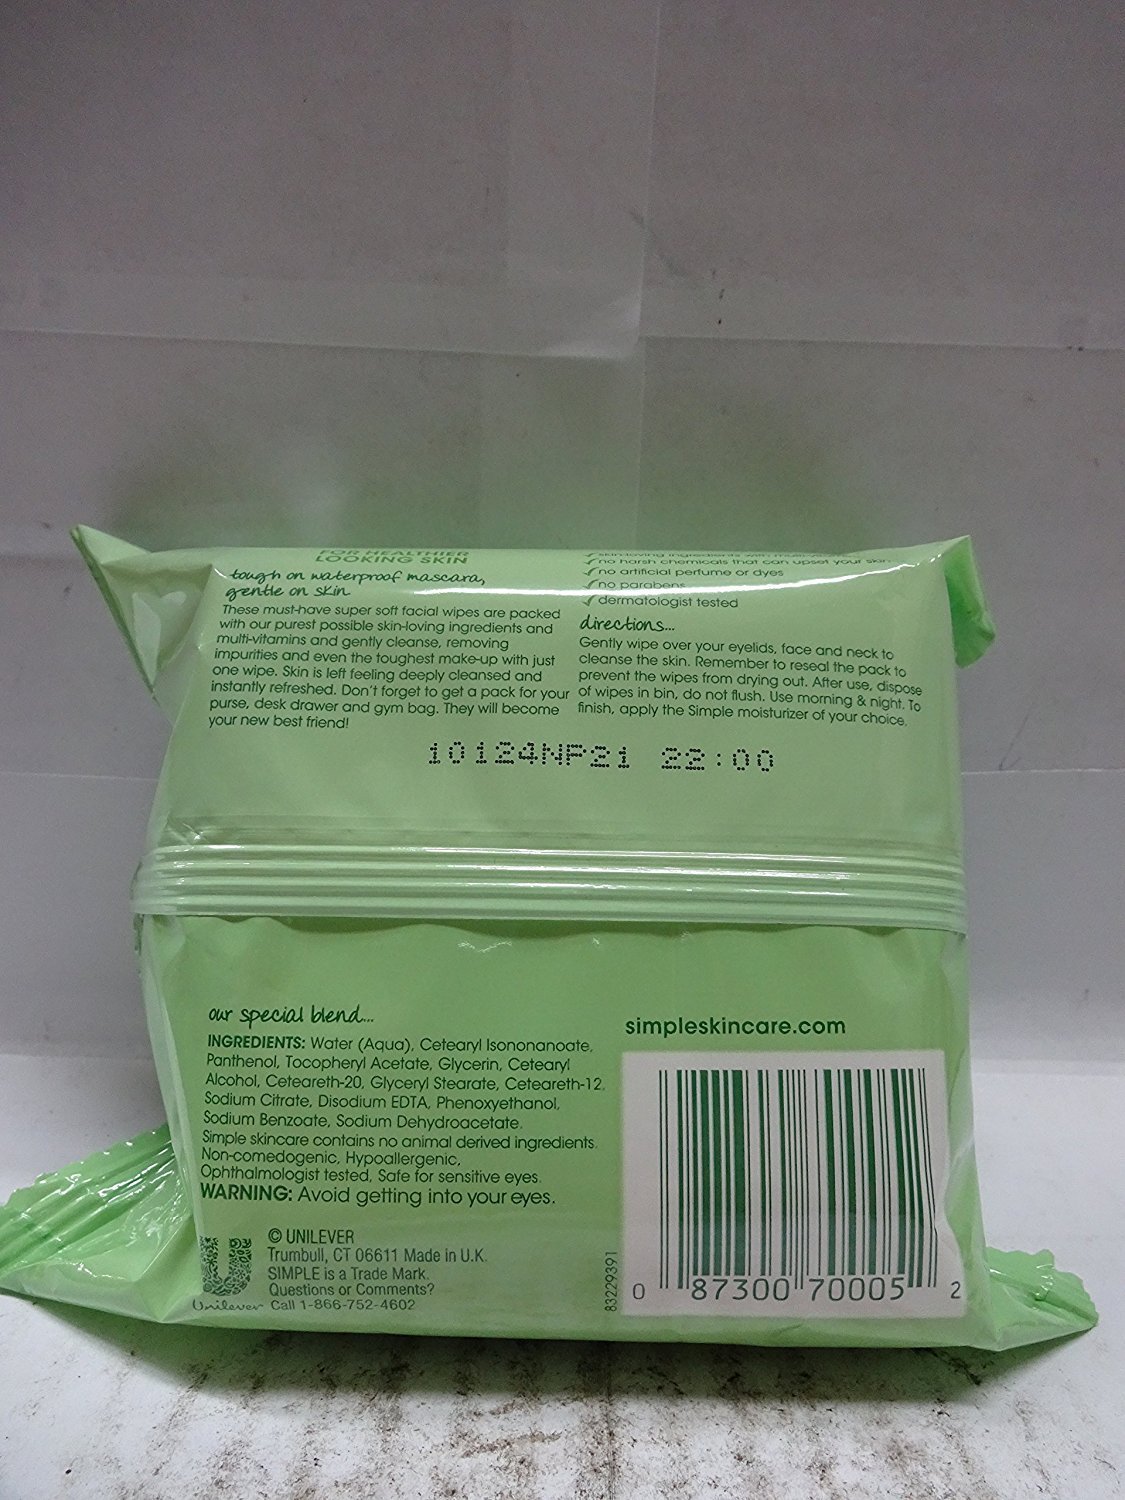 FOR HEALTHIER
LOOKING SKIN
tough on waterproof mascara,
gentle on skin
These must-have super soft facial wipes are packed
with our purest possible skin-loving ingredients and
multi-vitamins and gently cleanse, removing
impurities and even the toughest make-up with just
one wipe. Skin is left feeling deeply cleansed and
instantly refreshed. Don't forget to get a pack for your
purse, desk drawer and gym bag. They will become
your new best friend!
✓ skin-loving ingredients with
✓ no harsh chemicals that can upset your skin
✓ no artificial perfume or dyes
✓ no parabens
✓ dermatologist tested
directions...
Gently wipe over your eyelids, face and neck to
cleanse the skin. Remember to reseal the pack to
prevent the wipes from drying out. After use, dispose
of wipes in bin, do not flush. Use morning & night. To
finish, apply the Simple moisturizer of your choice.
10124NP21 22:00
our special blend...
INGREDIENTS: Water (Aqua), Cetearyl Isononanoate,
Panthenol, Tocopheryl Acetate, Glycerin, Cetearyl
Alcohol, Ceteareth-20, Glyceryl Stearate, Ceteareth-12,
Sodium Citrate, Disodium EDTA, Phenoxyethanol,
Sodium Benzoate, Sodium Dehydroacetate.
Simple skincare contains no animal derived ingredients.
Non-comedogenic, Hypoallergenic,
Ophthalmologist tested, Safe for sensitive eyes.
WARNING: Avoid getting into your eyes.
© UNILEVER
Trumbull, CT 06611 Made in U.K.
SIMPLE is a Trade Mark.
Questions or Comments?
Call 1-866-752-4602
Unilever
simpleskincare.com
83229391
0 87300 70005 2